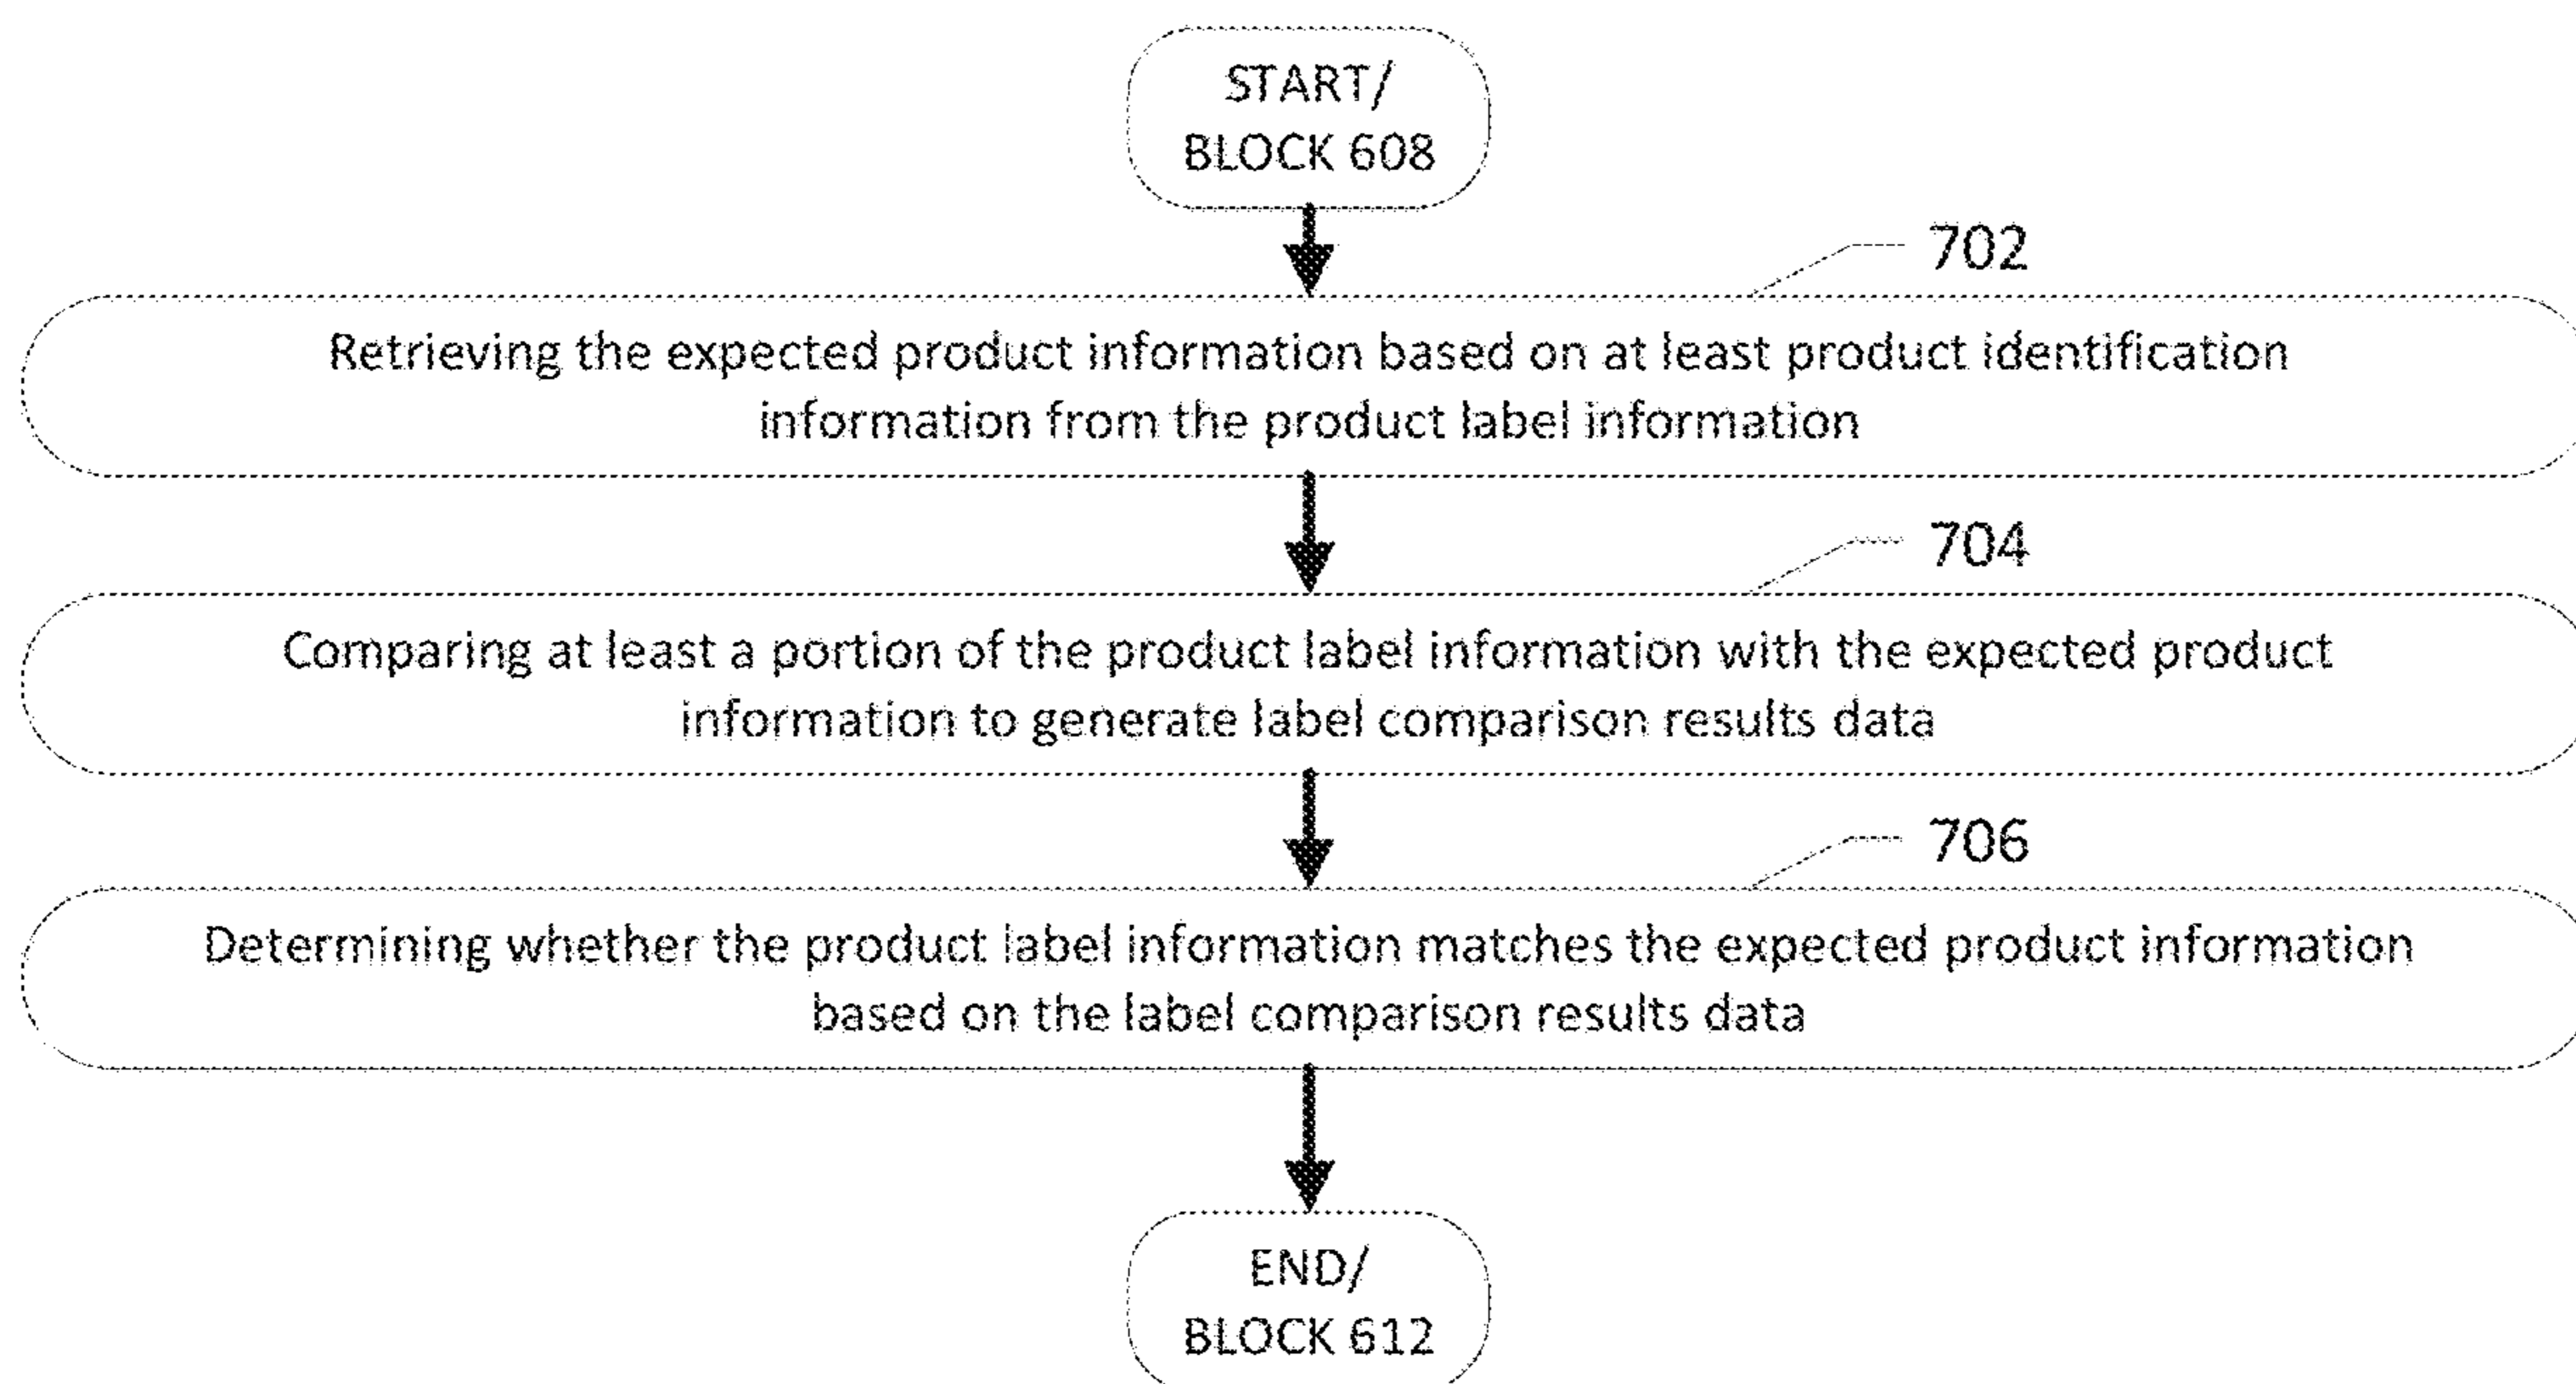 START/
BLOCK 608
702
Retrieving the expected product information based on at least product identification
information from the product label information
704
Comparing at least a portion of the product label information with the expected product
information to generate label comparison results data
706
Determining whether the product label information matches the expected product information
based on the label comparison results data
END/
BLOCK 612